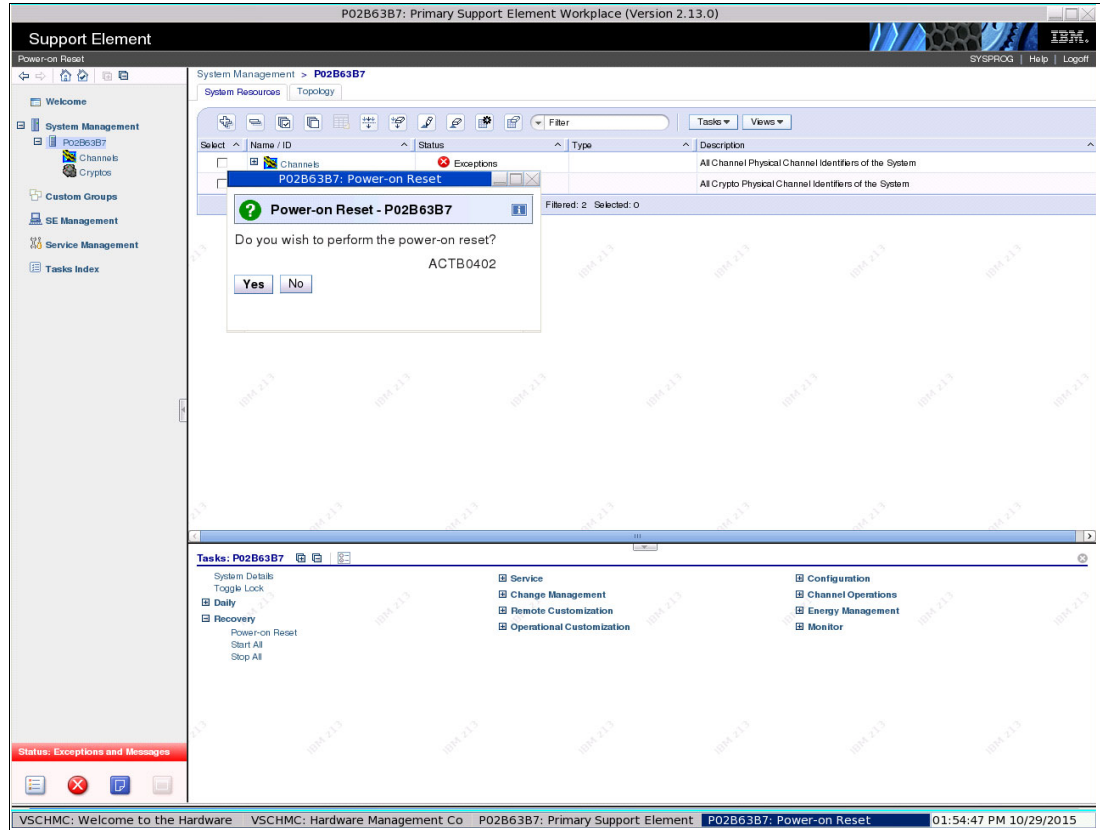 P02B63B7: Primary Support Element Workplace (Version 2.13.0)
Support Element
IBM.
Power-on Reset
SYSPROG | Help | Logoff
System Management > P02B63B7
System Resources Topology
Welcome
System Management
P02B63B7
Channels
Cryptos
Custom Groups
SE Management
Service Management
Tasks Index
Filter
Tasks
Views
Select ^ Name / ID ^ Status ^ Type ^ Description ^
Channels Exceptions All Channel Physical Channel Identifiers of the System
All Crypto Physical Channel Identifiers of the System
Filtered: 2 Selected: 0
P02B63B7: Power-on Reset
Power-on Reset - P02B63B7
Do you wish to perform the power-on reset?
ACTB0402
Yes No
IBM z13
Tasks: P02B63B7
System Details
Toggle Lock
Daily
Recovery
Power-on Reset
Start All
Stop All
Service
Change Management
Remote Customization
Operational Customization
Configuration
Channel Operations
Energy Management
Monitor
Status: Exceptions and Messages
VSCHMC: Welcome to the Hardware VSCHMC: Hardware Management Co P02B63B7: Primary Support Element P02B63B7: Power-on Reset 01:54:47 PM 10/29/2015